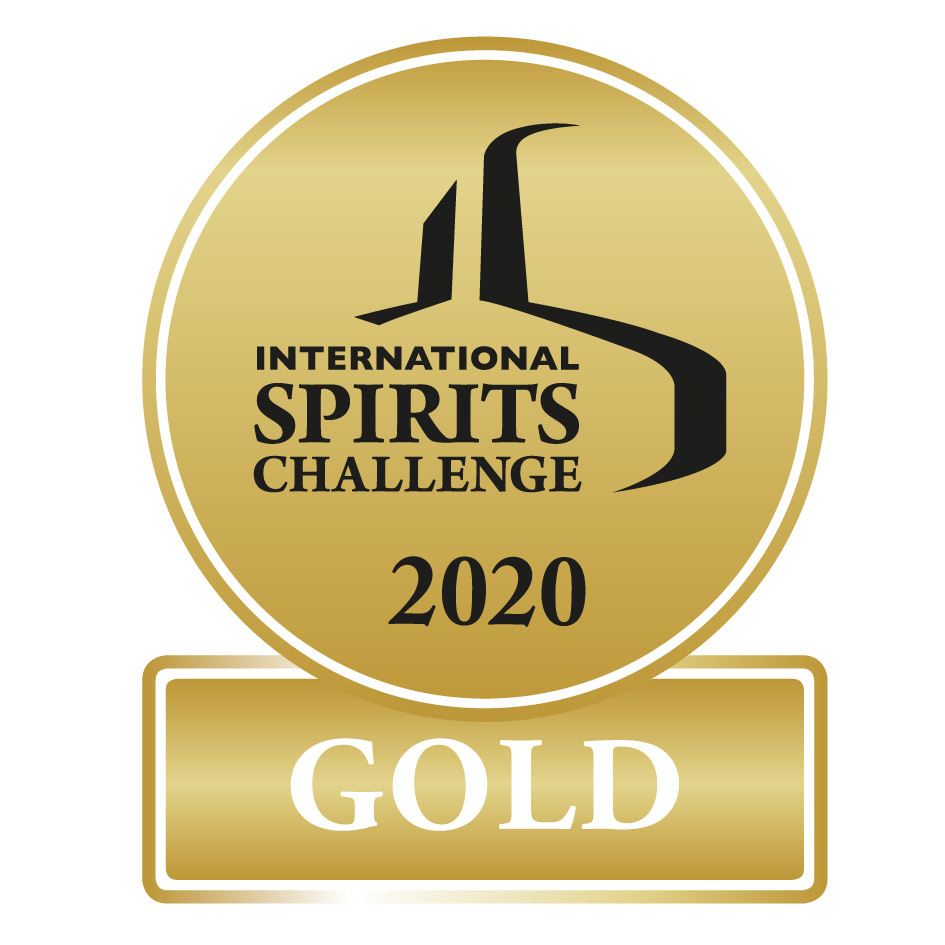 INTERNATIONAL
SPIRITS
CHALLENGE
2020
GOLD